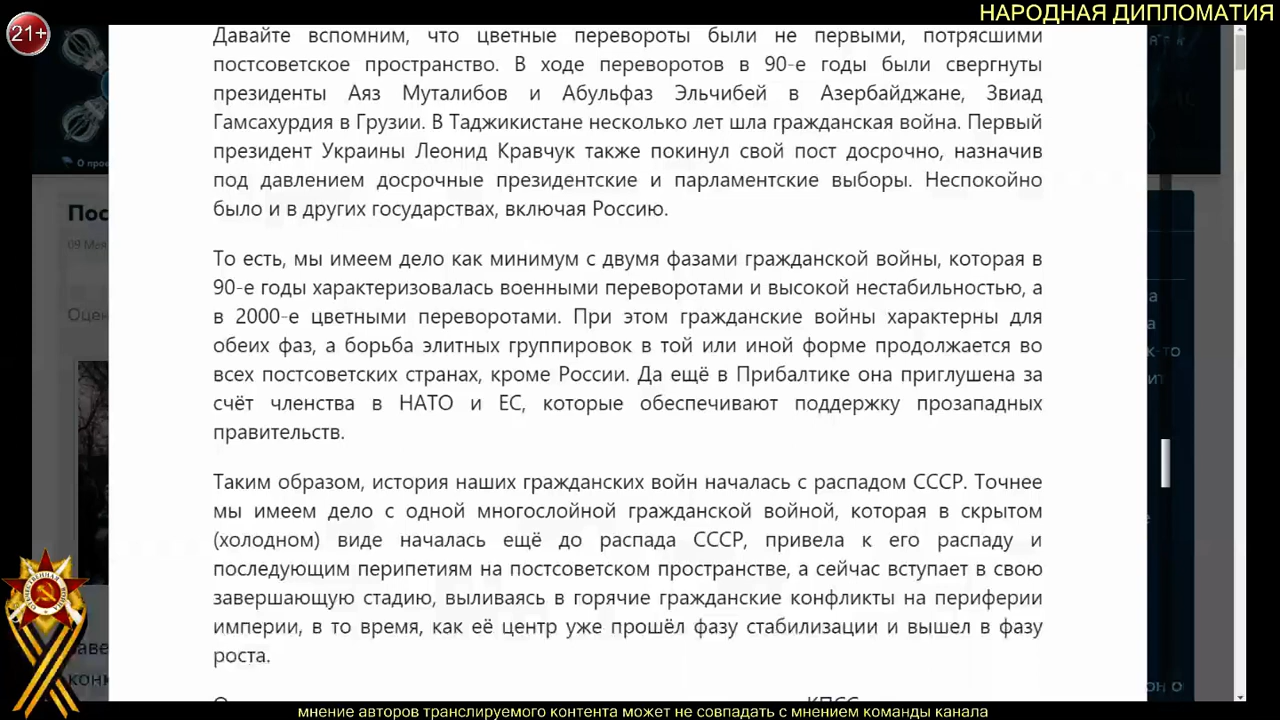 НАРОДНАЯ ДИПЛОМАТИЯ
21+
Давайте вспомним, что цветные перевороты были не первыми, потрясшими
постсоветское пространство. В ходе переворотов в 90-е годы были свергнуты
президенты Аяз Муталибов и Абульфаз Эльчибей в Азербайджане, Звиад
Гамсахурдия в Грузии. В Таджикистане несколько лет шла гражданская война. Первый
президент Украины Леонид Кравчук также покинул свой пост досрочно, назначив
под давлением досрочные президентские и парламентские выборы. Неспокойно
было и в других государствах, включая Россию.
То есть, мы имеем дело как минимум с двумя фазами гражданской войны, которая в
90-е годы характеризовалась военными переворотами и высокой нестабильностью, а
в 2000-е цветными переворотами. При этом гражданские войны характерны для
обеих фаз, а борьба элитных группировок в той или иной форме продолжается во
всех постсоветских странах, кроме России. Да ещё в Прибалтике она приглушена за
счёт членства в НАТО и ЕС, которые обеспечивают поддержку прозападных
правительств.
Таким образом, история наших гражданских войн началась с распадом СССР. Точнее
мы имеем дело с одной многослойной гражданской войной, которая в скрытом
(холодном) виде началась ещё до распада СССР, привела к его распаду и
последующим перипетиям на постсоветском пространстве, а сейчас вступает в свою
завершающую стадию, выливаясь в горячие гражданские конфликты на периферии
империи, в то время, как её центр уже прошёл фазу стабилизации и вышел в фазу
роста.
мнение авторов транслируемого контента может не совпадать с мнением команды канала